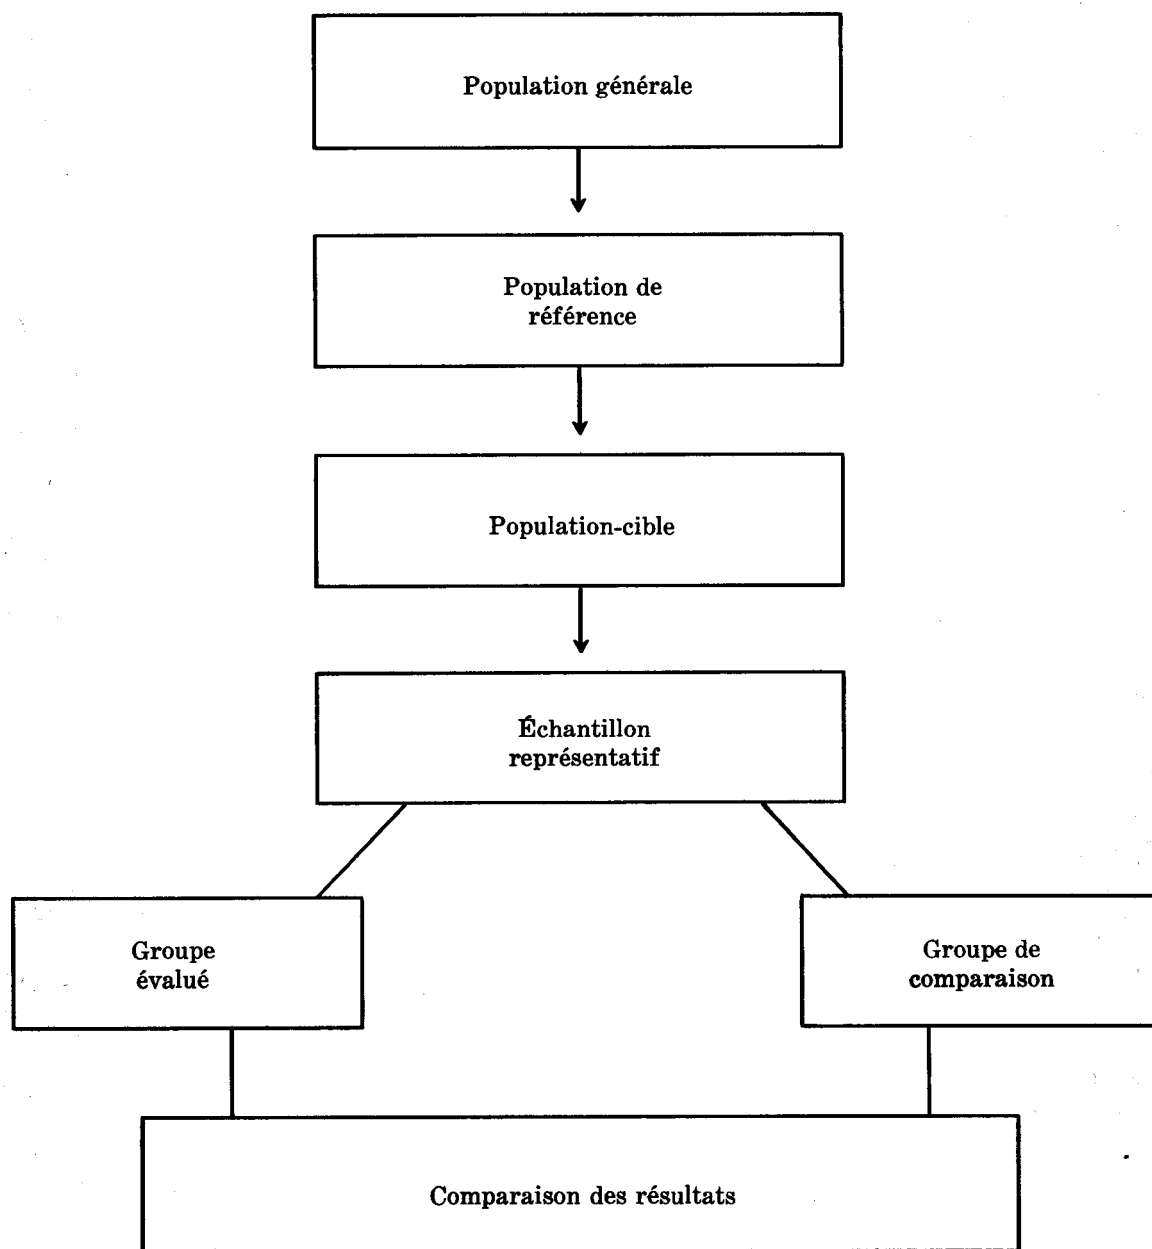 Population générale
Population de
référence
Population-cible
Échantillon
représentatif
Groupe
évalué
Groupe de
comparaison
Comparaison des résultats